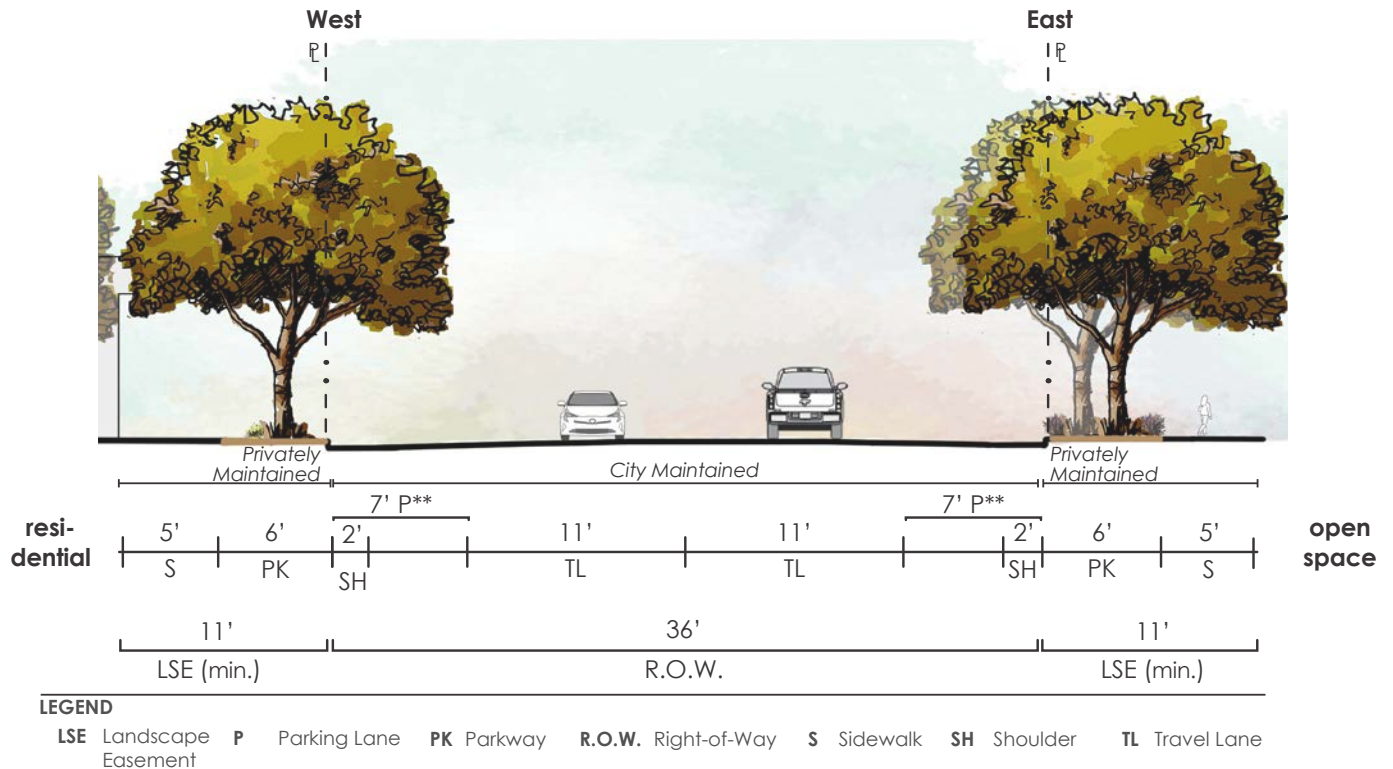 West East
PL PL
Privately
Maintained
City Maintained
Privately
Maintained
7’ P** 7’ P**
resi-
dential
5’ 6’ 2’ 11’ 11’ 2’ 6’ 5’
S PK SH TL TL SH PK S
open
space
11’ 36’ 11’
LSE (min.) R.O.W. LSE (min.)
LEGEND
LSE Landscape Easement P Parking Lane PK Parkway R.O.W. Right-of-Way S Sidewalk SH Shoulder TL Travel Lane